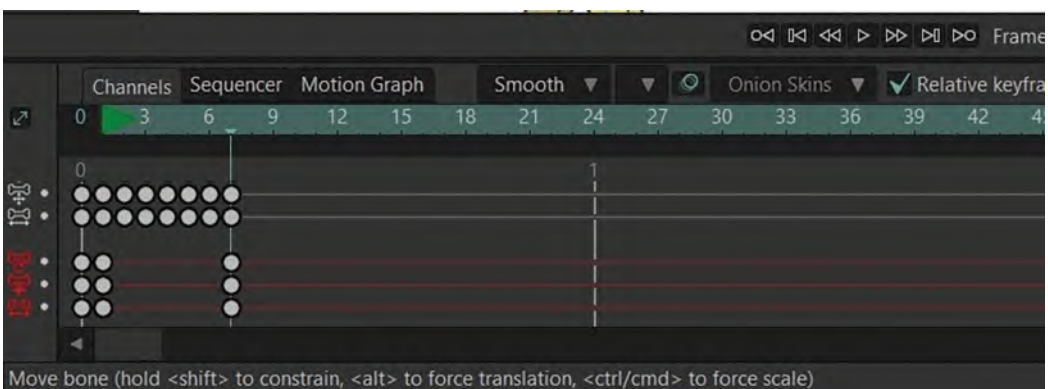 Frame
Channels Sequencer Motion Graph Smooth Onion Skins Relative keyfra
0 3 6 9 12 15 18 21 24 27 30 33 36 39 42 45
0 1
Move bone (hold <shift> to constrain, <alt> to force translation, <ctrl/cmd> to force scale)